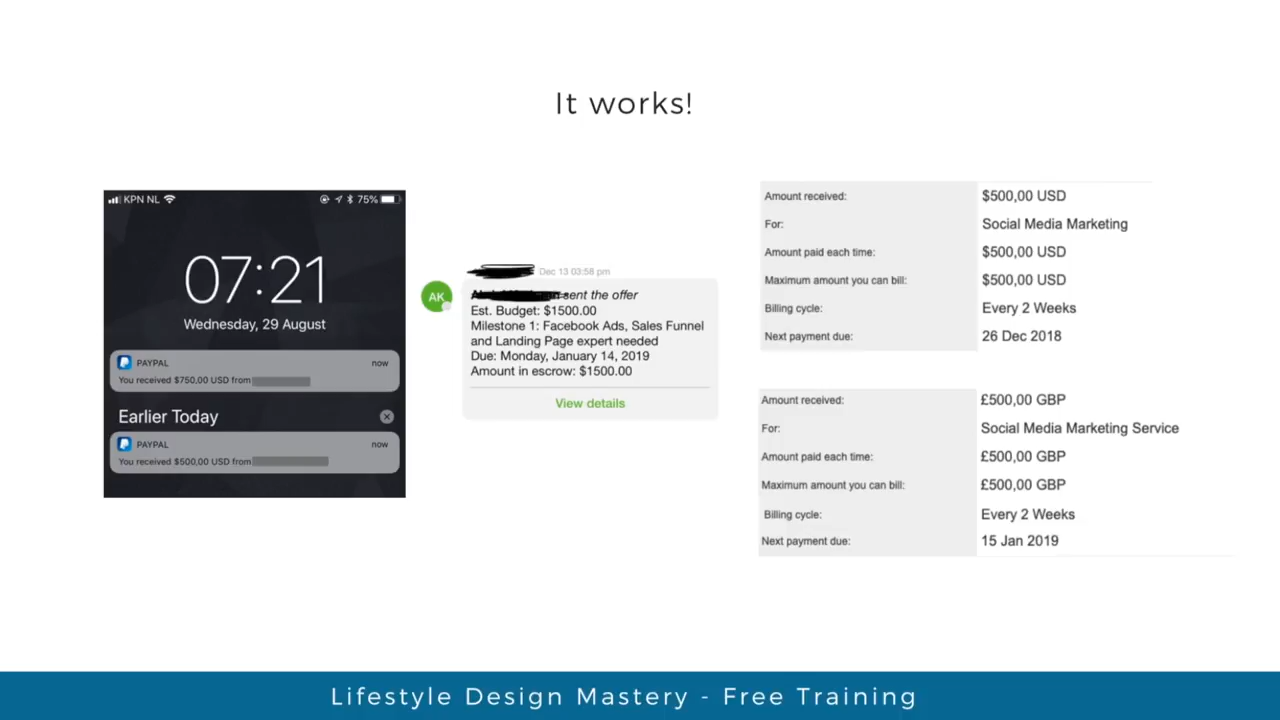 It works!
KPN NL
75%
07:21
Wednesday, 29 August
PAYPAL now
You received $750,00 USD from
Earlier Today
PAYPAL now
You received $500,00 USD from
Dec 13 03:58 pm
AK
sent the offer
Est. Budget: $1500.00
Milestone 1: Facebook Ads, Sales Funnel
and Landing Page expert needed
Due: Monday, January 14, 2019
Amount in escrow: $1500.00
View details
Amount received: $500,00 USD
For: Social Media Marketing
Amount paid each time: $500,00 USD
Maximum amount you can bill: $500,00 USD
Billing cycle: Every 2 Weeks
Next payment due: 26 Dec 2018
Amount received: £500,00 GBP
For: Social Media Marketing Service
Amount paid each time: £500,00 GBP
Maximum amount you can bill: £500,00 GBP
Billing cycle: Every 2 Weeks
Next payment due: 15 Jan 2019
Lifestyle Design Mastery - Free Training